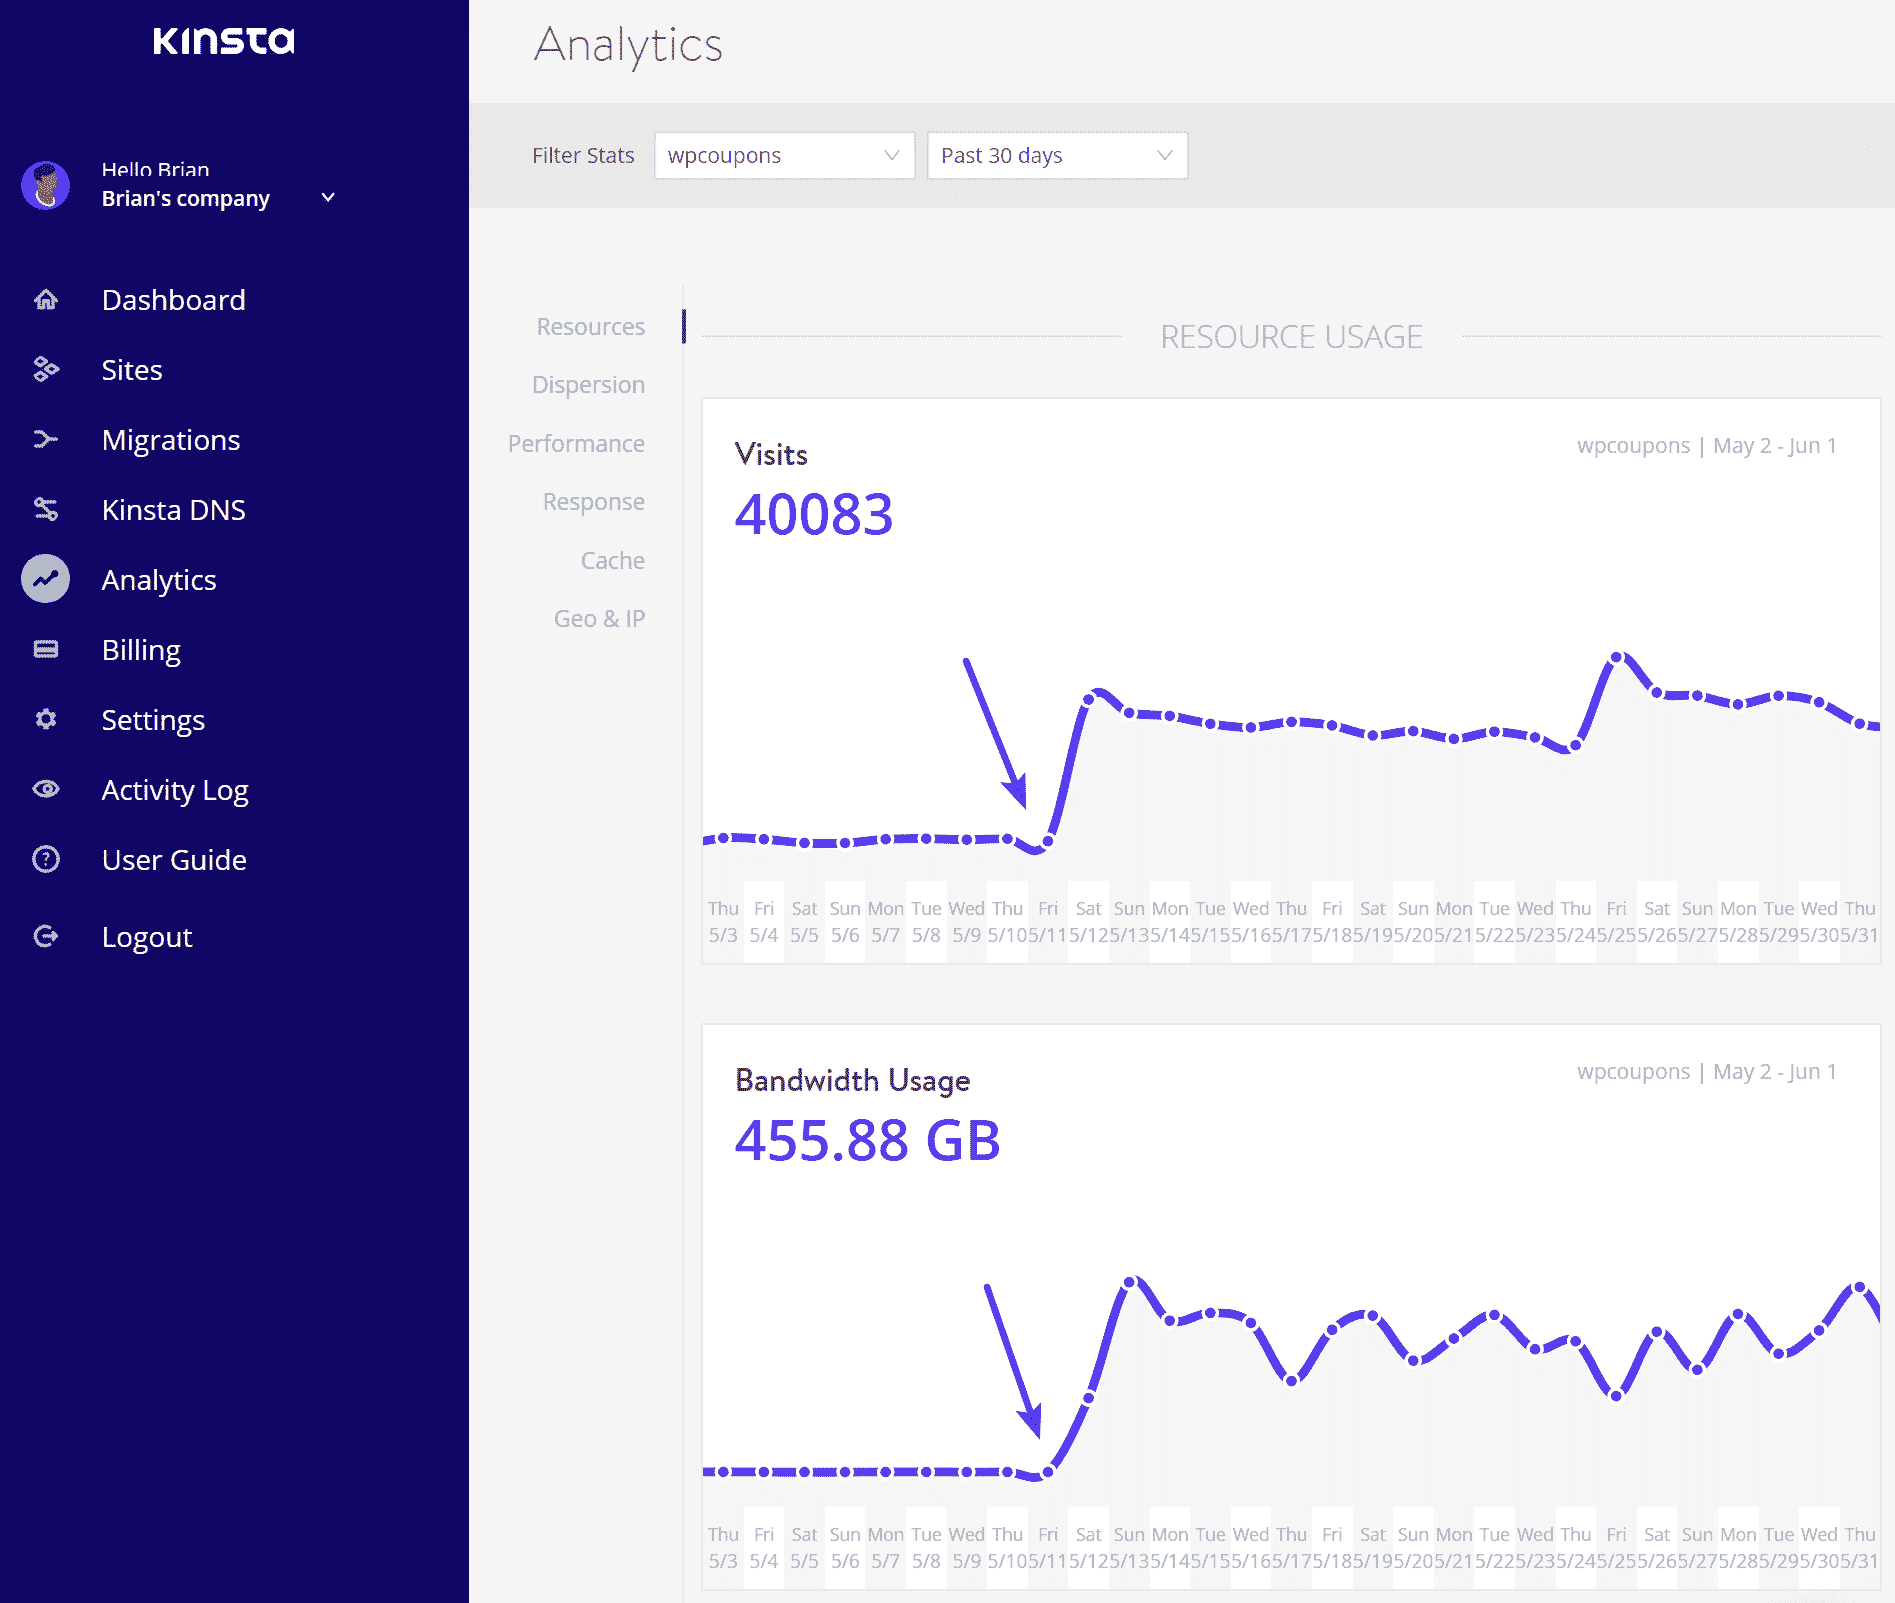 KINSTA
Hello Brian
Brian's company
Dashboard
Sites
Migrations
Kinsta DNS
Analytics
Billing
Settings
Activity Log
User Guide
Logout
Analytics
Filter Stats wpcoupons Past 30 days
Resources
Dispersion
Performance
Response
Cache
Geo & IP
RESOURCE USAGE
Visits wpcoupons | May 2 - Jun 1
40083
Thu Fri Sat Sun Mon Tue Wed Thu Fri Sat Sun Mon Tue Wed Thu Fri Sat Sun Mon Tue Wed Thu Fri Sat Sun Mon Tue Wed Thu
5/3 5/4 5/5 5/6 5/7 5/8 5/9 5/10 5/11 5/12 5/13 5/14 5/15 5/16 5/17 5/18 5/19 5/20 5/21 5/22 5/23 5/24 5/25 5/26 5/27 5/28 5/29 5/30 5/31
Bandwidth Usage wpcoupons | May 2 - Jun 1
455.88 GB
Thu Fri Sat Sun Mon Tue Wed Thu Fri Sat Sun Mon Tue Wed Thu Fri Sat Sun Mon Tue Wed Thu Fri Sat Sun Mon Tue Wed Thu
5/3 5/4 5/5 5/6 5/7 5/8 5/9 5/10 5/11 5/12 5/13 5/14 5/15 5/16 5/17 5/18 5/19 5/20 5/21 5/22 5/23 5/24 5/25 5/26 5/27 5/28 5/29 5/30 5/31